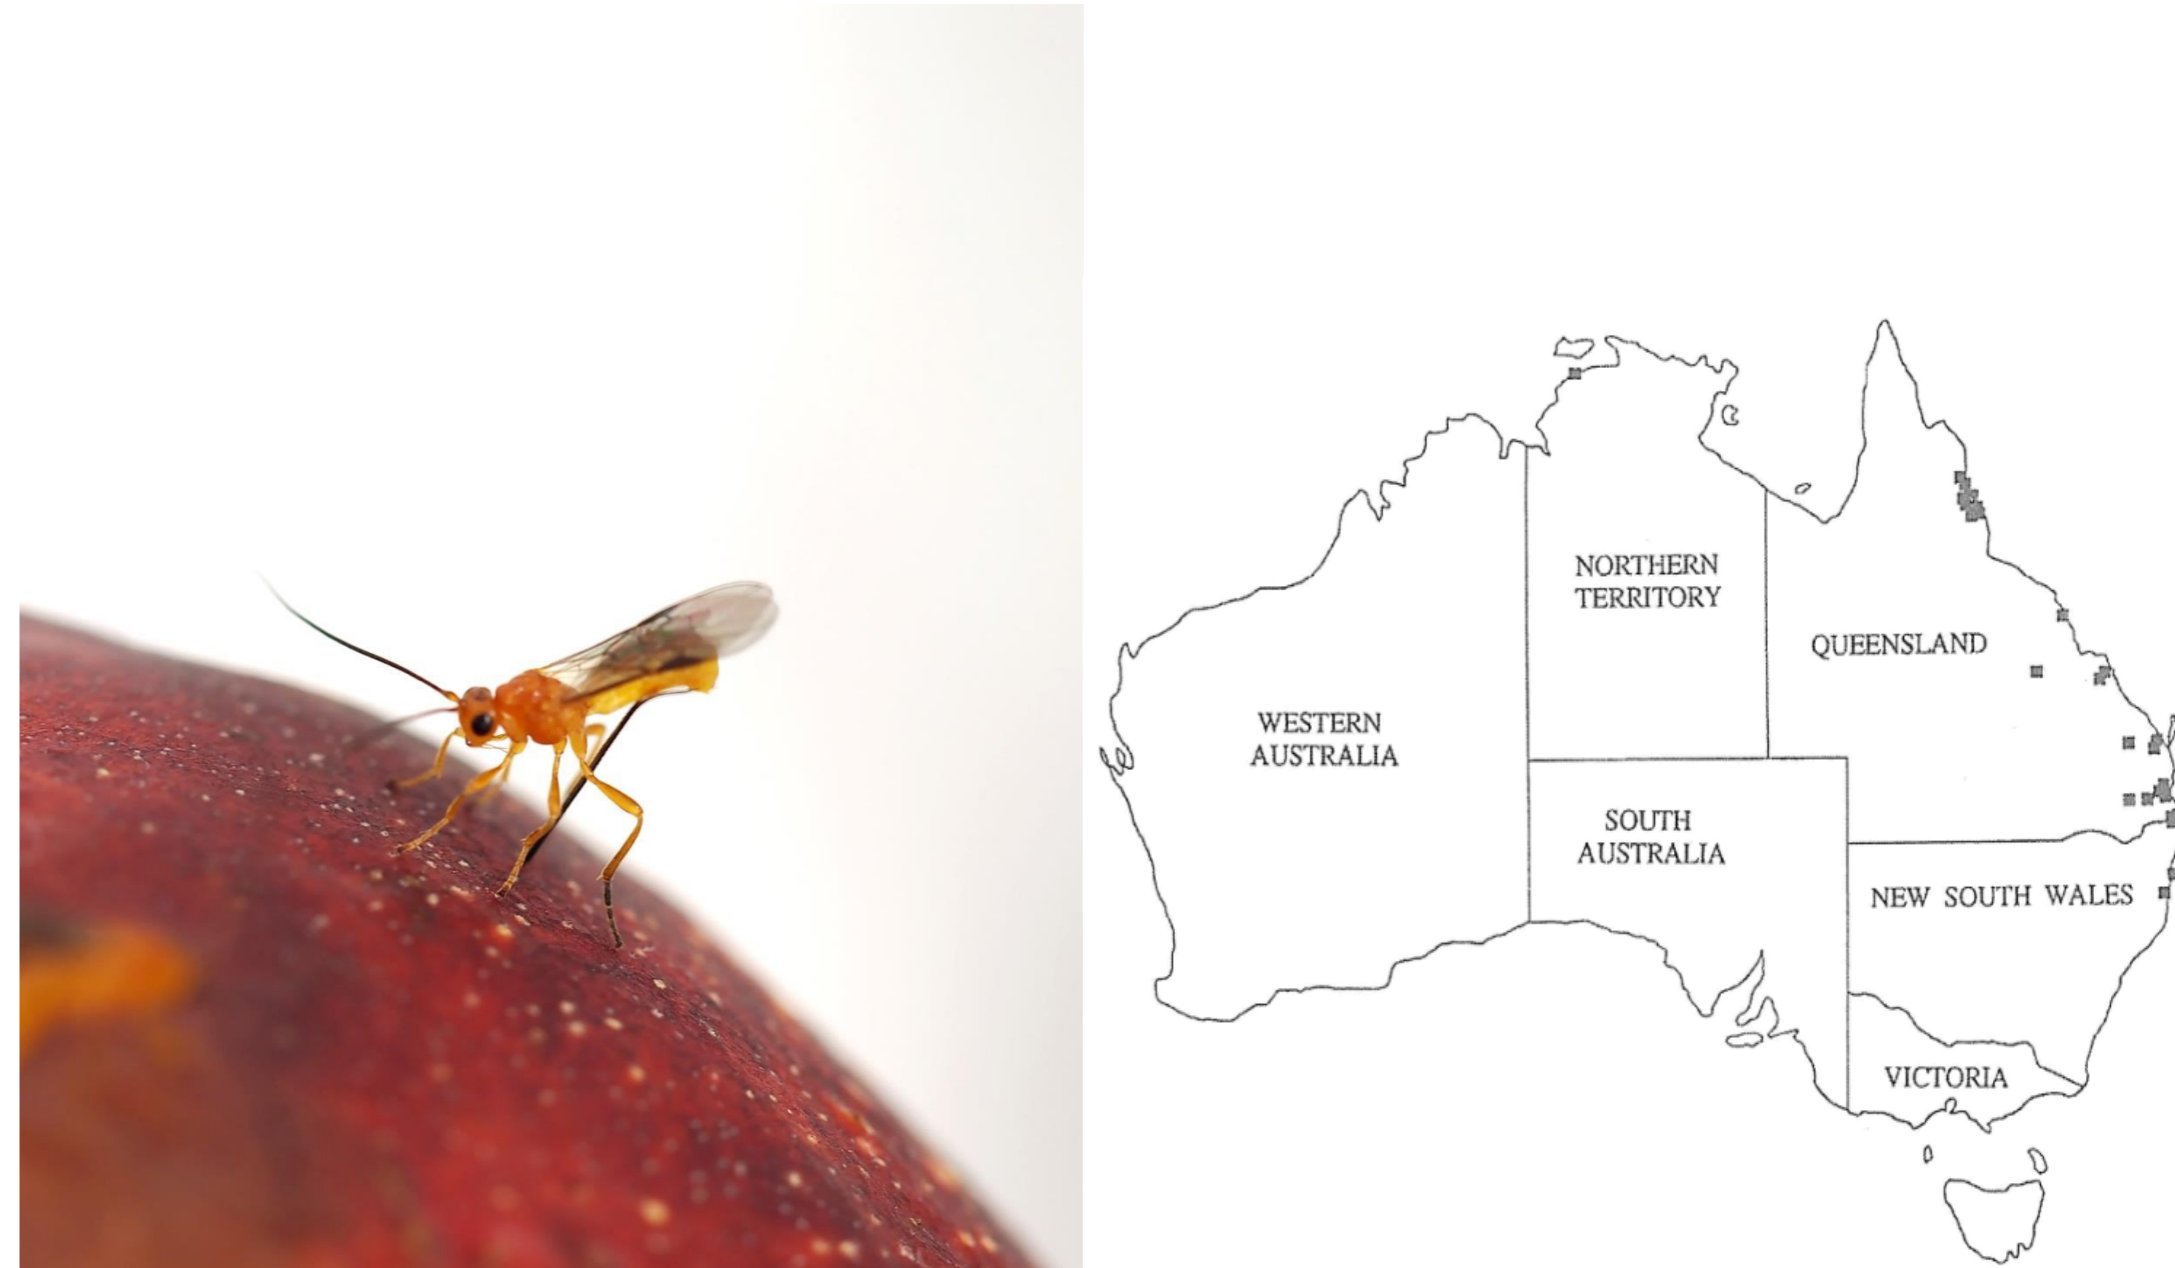 NORTHERN
TERRITORY
QUEENSLAND
WESTERN
AUSTRALIA
SOUTH
AUSTRALIA
NEW SOUTH WALES
VICTORIA